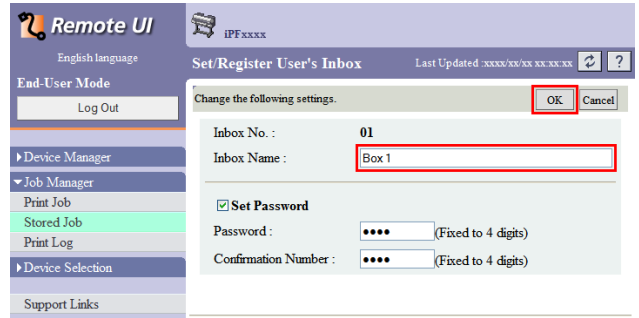 Remote UI
English language
End-User Mode
Log Out
Device Manager
Job Manager
Print Job
Stored Job
Print Log
Device Selection
Support Links
iPFxxxx
Set/Register User's Inbox Last Updated :xxxx/xx/xx xx:xx:xx ?
Change the following settings. OK Cancel
Inbox No. : 01
Inbox Name : Box 1
Set Password
Password : •••• (Fixed to 4 digits)
Confirmation Number : •••• (Fixed to 4 digits)